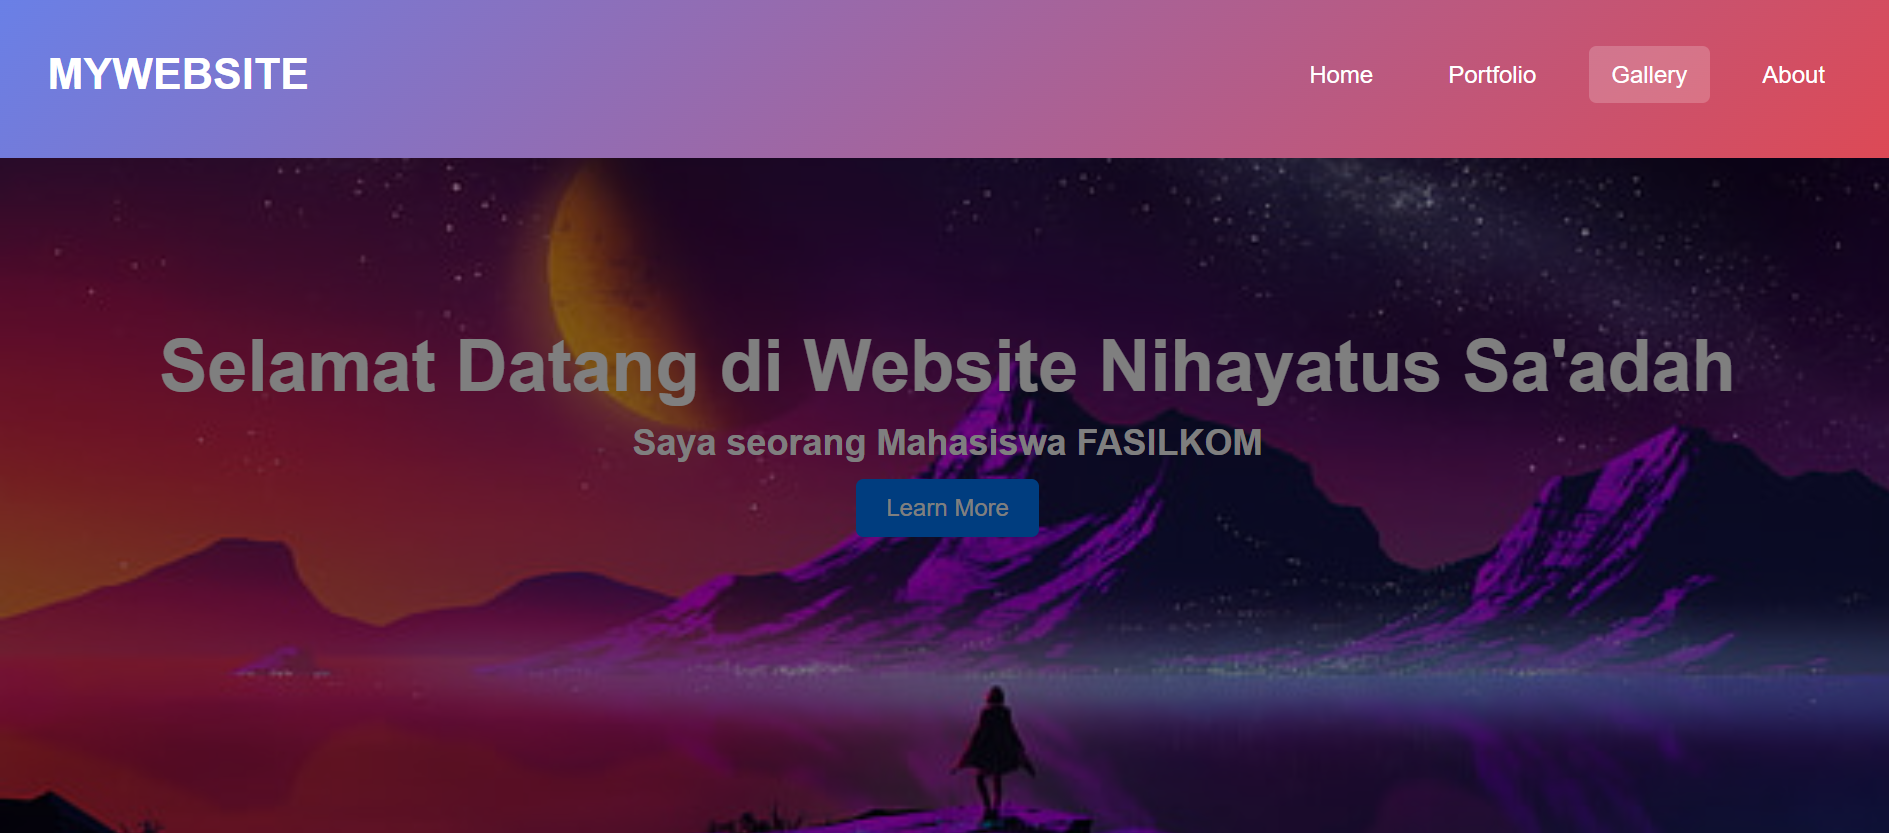 MYWEBSITE
Home Portfolio Gallery About
Selamat Datang di Website Nihayatus Sa'adah
Saya seorang Mahasiswa FASILKOM
Learn More